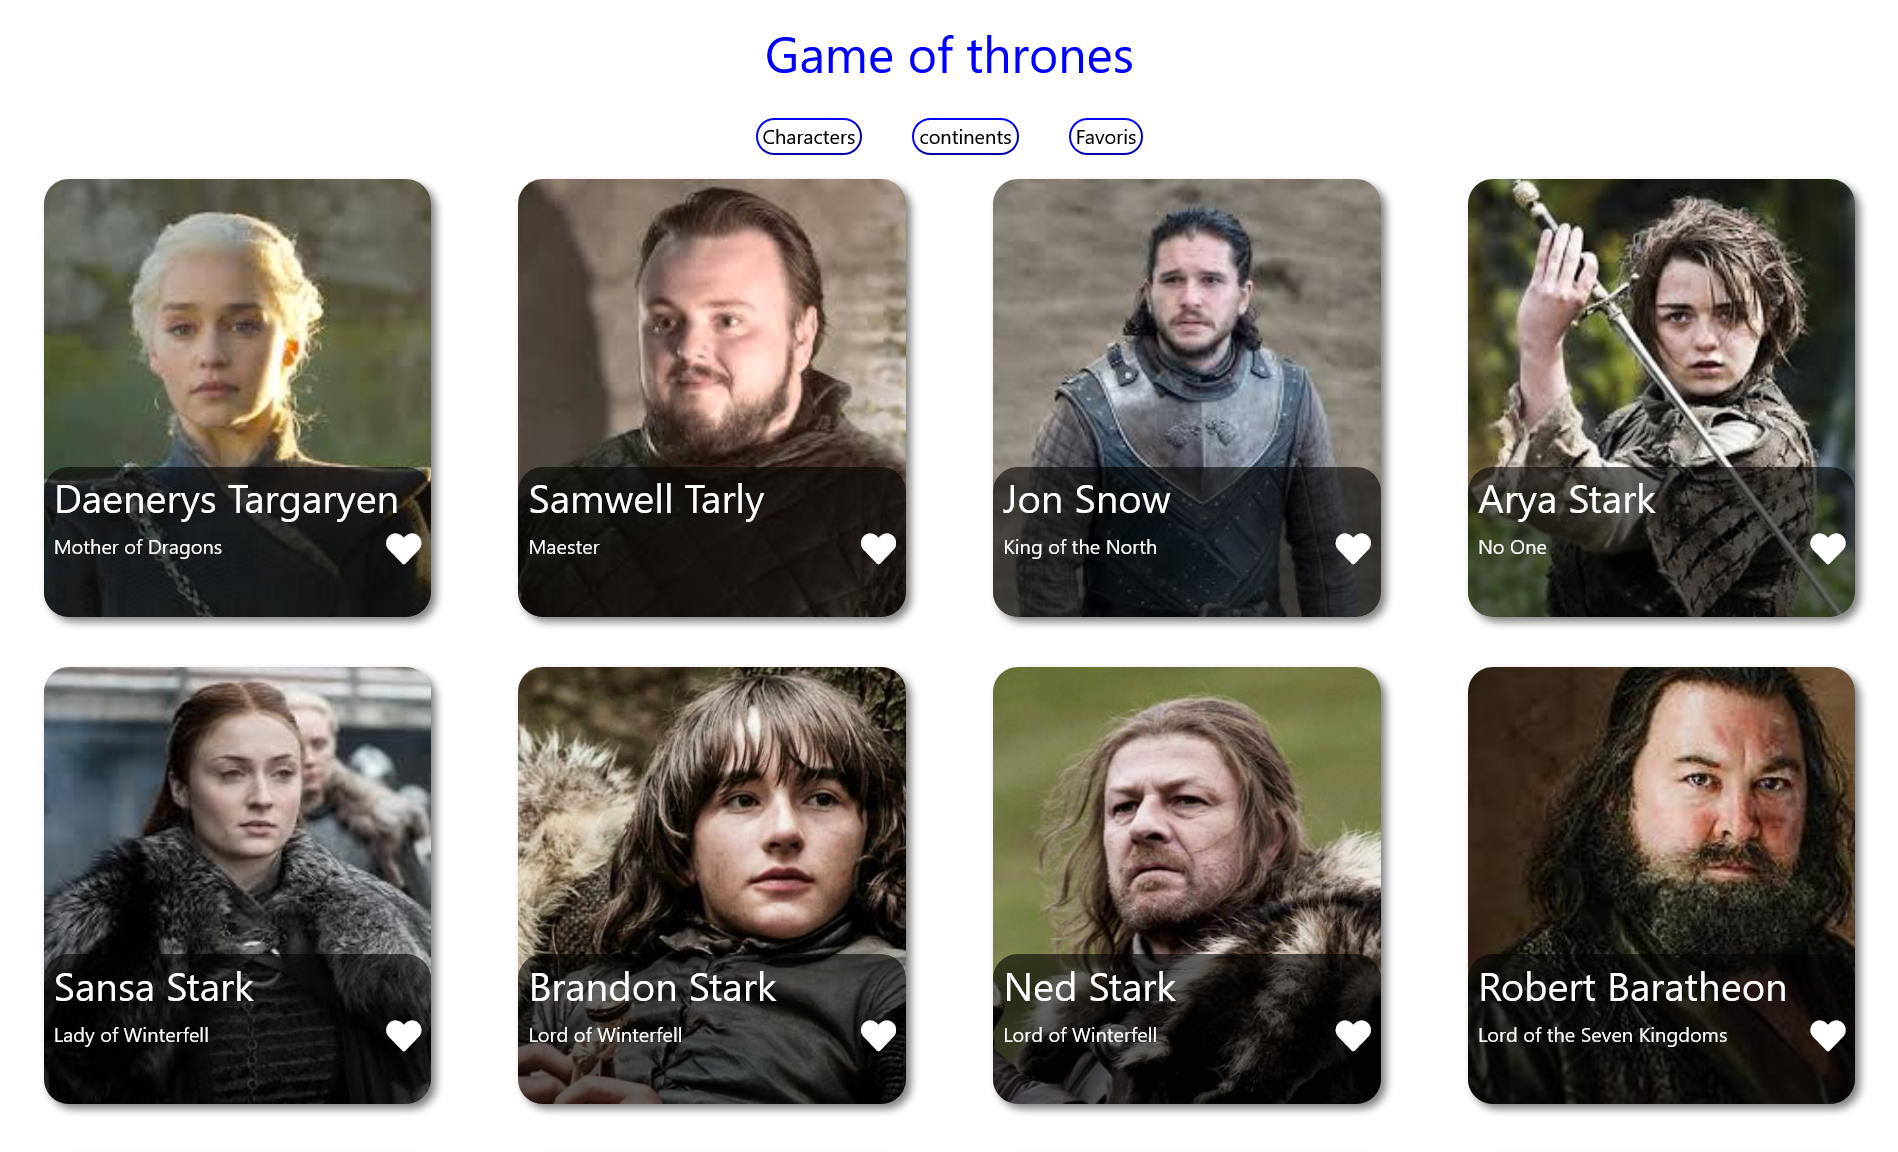 Game of thrones
Characters
continents
Favoris
Daenerys Targaryen
Mother of Dragons
Samwell Tarly
Maester
Jon Snow
King of the North
Arya Stark
No One
Sansa Stark
Lady of Winterfell
Brandon Stark
Lord of Winterfell
Ned Stark
Lord of Winterfell
Robert Baratheon
Lord of the Seven Kingdoms